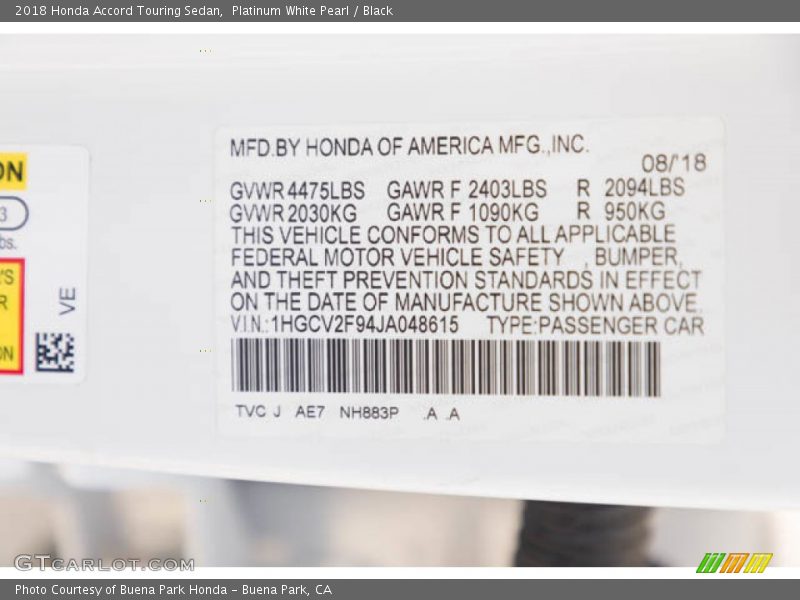 2018 Honda Accord Touring Sedan, Platinum White Pearl / Black
ON
3
lbs.
'S
R
ON
VE
MFD.BY HONDA OF AMERICA MFG.,INC.
08/'18
GVWR 4475LBS GAWR F 2403LBS R 2094LBS
GVWR 2030KG GAWR F 1090KG R 950KG
THIS VEHICLE CONFORMS TO ALL APPLICABLE
FEDERAL MOTOR VEHICLE SAFETY , BUMPER,
AND THEFT PREVENTION STANDARDS IN EFFECT
ON THE DATE OF MANUFACTURE SHOWN ABOVE.
V.I.N.:1HGCV2F94JA048615 TYPE:PASSENGER CAR
TVC J AE7 NH883P .A .A
GTCARLOT.COM
Photo Courtesy of Buena Park Honda - Buena Park, CA